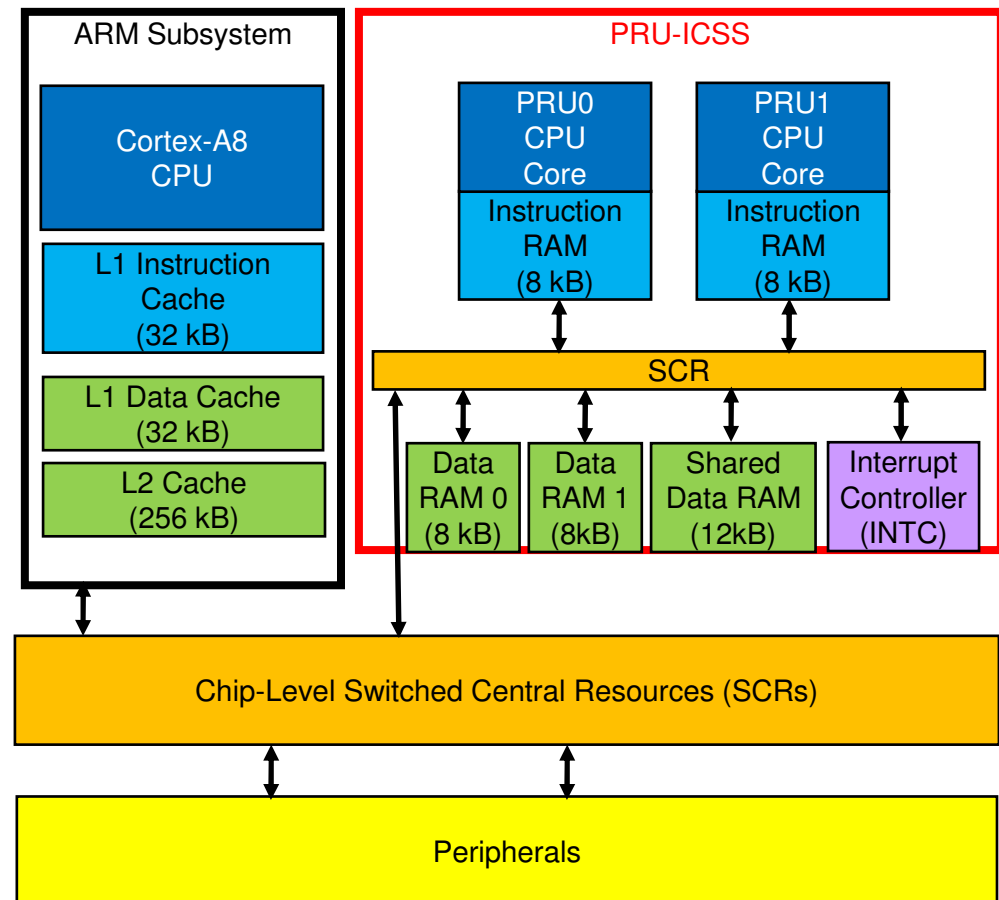 ARM Subsystem
Cortex-A8
CPU
L1 Instruction
Cache
(32 kB)
L1 Data Cache
(32 kB)
L2 Cache
(256 kB)
PRU-ICSS
PRU0
CPU
Core
Instruction
RAM
(8 kB)
PRU1
CPU
Core
Instruction
RAM
(8 kB)
SCR
Data
RAM 0
(8 kB)
Data
RAM 1
(8kB)
Shared
Data RAM
(12kB)
Interrupt
Controller
(INTC)
Chip-Level Switched Central Resources (SCRs)
Peripherals